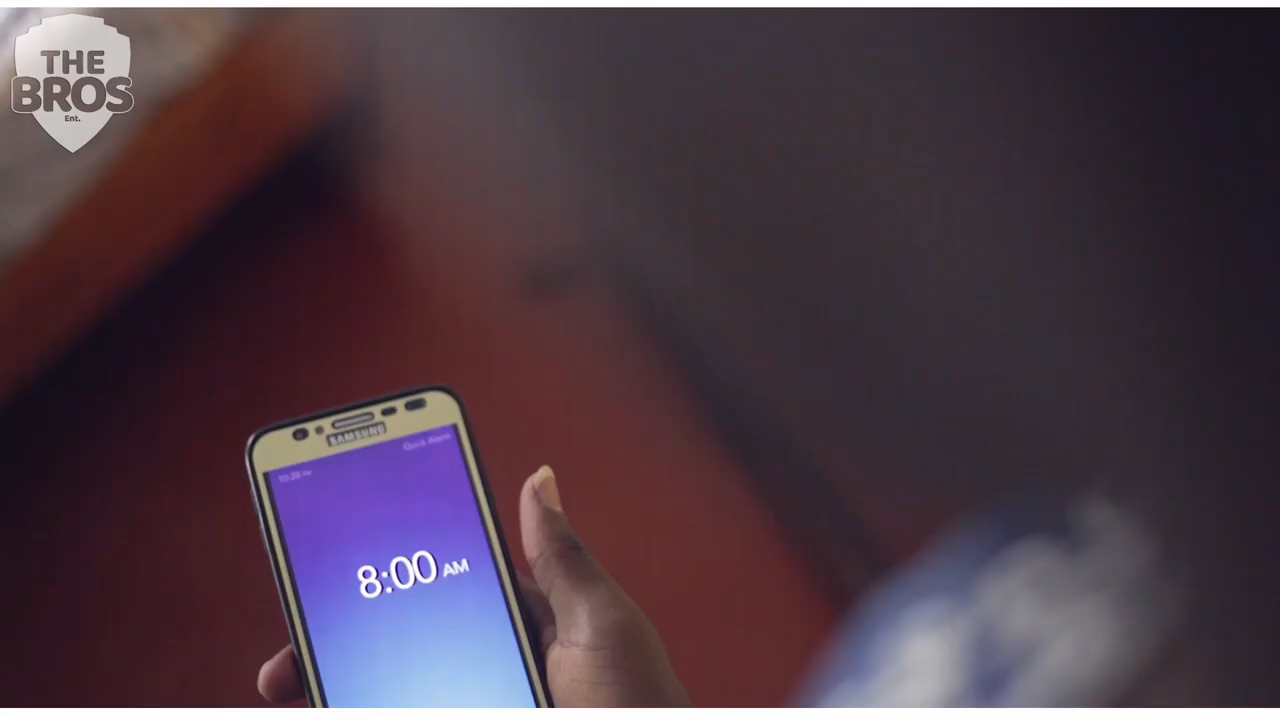 THE
BROS
Ent.
SAMSUNG
Quick Alarm
8:00 AM